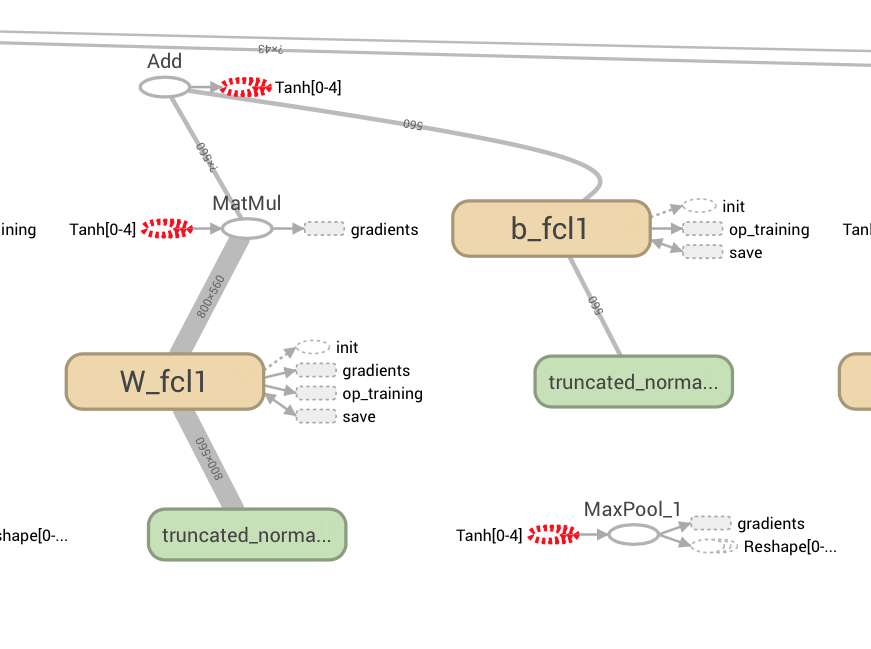 ?×43
Add
Tanh[0-4]
560
?×560
MatMul
init
ining
Tanh[0-4]
gradients
b_fcl1
op_training
Tanl
save
800×560
560
init
W_fcl1
gradients
truncated_norma...
op_training
save
800×560
MaxPool_1
gradients
shape[0-...
truncated_norma...
Tanh[0-4]
Reshape[0-...